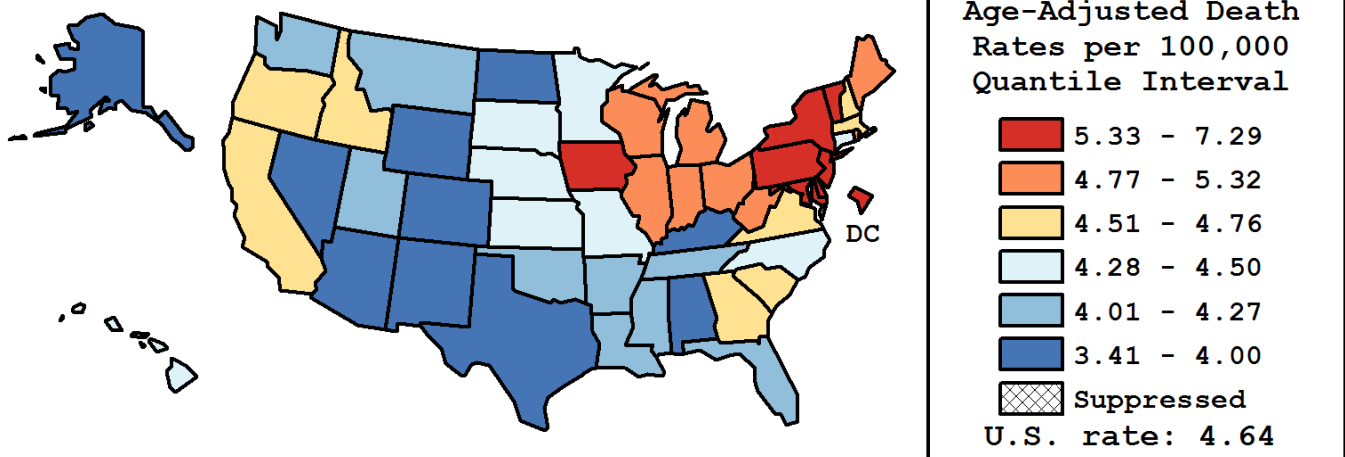 DC
Age-Adjusted Death
Rates per 100,000
Quantile Interval
5.33 - 7.29
4.77 - 5.32
4.51 - 4.76
4.28 - 4.50
4.01 - 4.27
3.41 - 4.00
Suppressed
U.S. rate: 4.64